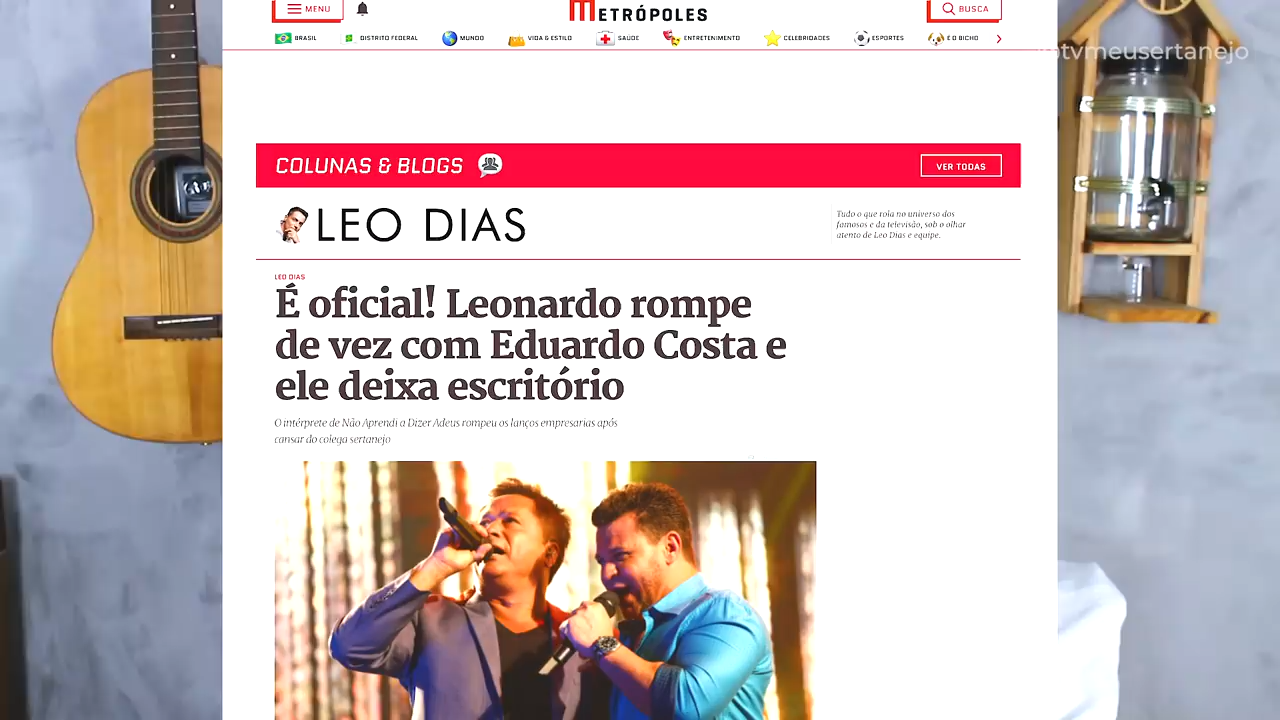 MENU
METRÓPOLES
BUSCA
BRASIL
DISTRITO FEDERAL
MUNDO
VIDA & ESTILO
SAÚDE
ENTRETENIMENTO
CELEBRIDADES
ESPORTES
É O BICHO
tvmeusertanejo
COLUNAS & BLOGS
VER TODAS
LEO DIAS
Tudo o que rola no universo dos
famosos e da televisão, sob o olhar
atento de Leo Dias e equipe.
LEO DIAS
É oficial! Leonardo rompe
de vez com Eduardo Costa e
ele deixa escritório
O intérprete de Não Aprendi a Dizer Adeus rompeu os lanços empresarias após
cansar do colega sertanejo